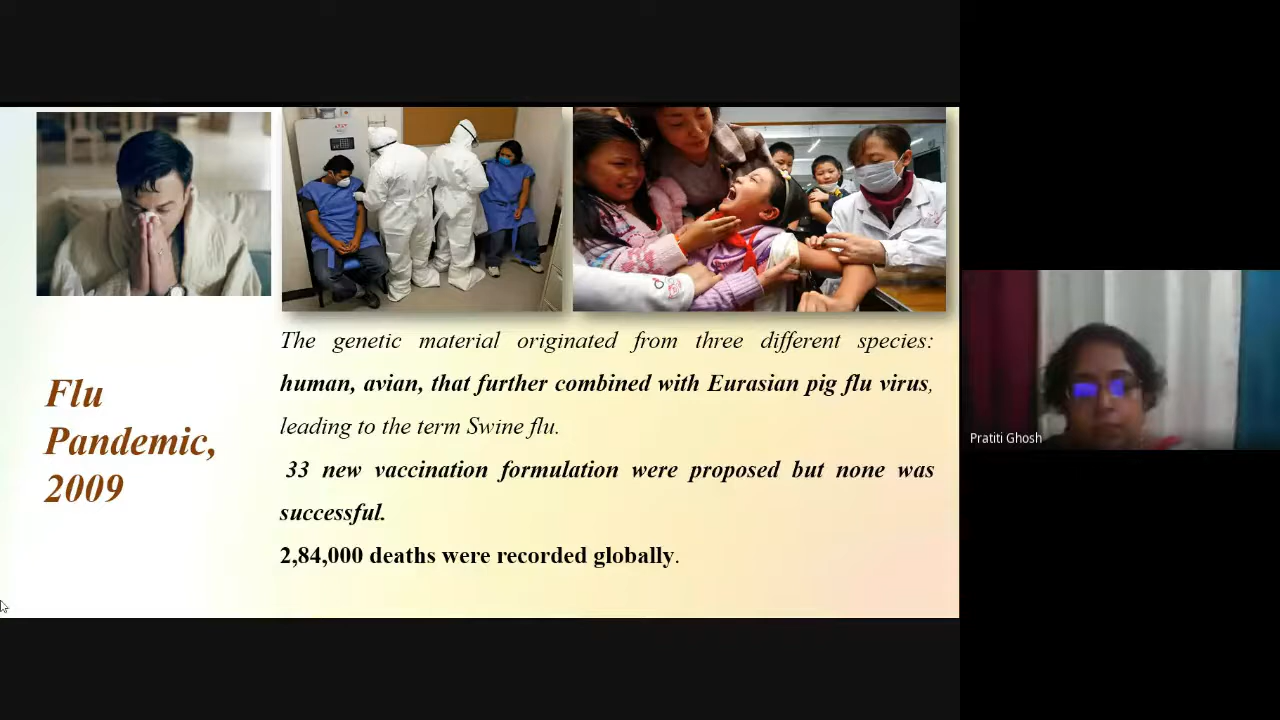 Flu
Pandemic,
2009
The genetic material originated from three different species:
human, avian, that further combined with Eurasian pig flu virus,
leading to the term Swine flu.
33 new vaccination formulation were proposed but none was
successful.
2,84,000 deaths were recorded globally.
Pratiti Ghosh